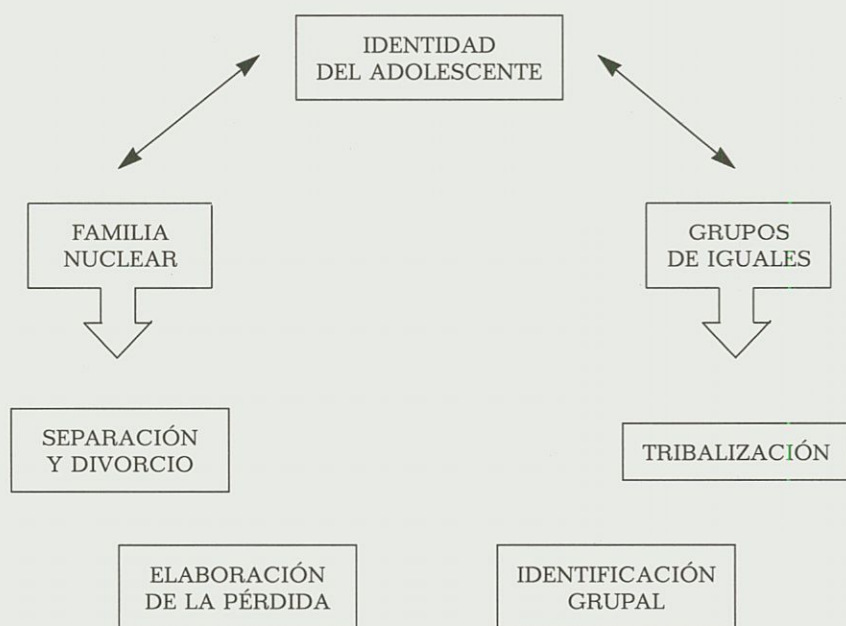 IDENTIDAD
DEL ADOLESCENTE
FAMILIA
NUCLEAR
GRUPOS
DE IGUALES
SEPARACIÓN
Y DIVORCIO
TRIBALIZACIÓN
ELABORACIÓN
DE LA PÉRDIDA
IDENTIFICACIÓN
GRUPAL